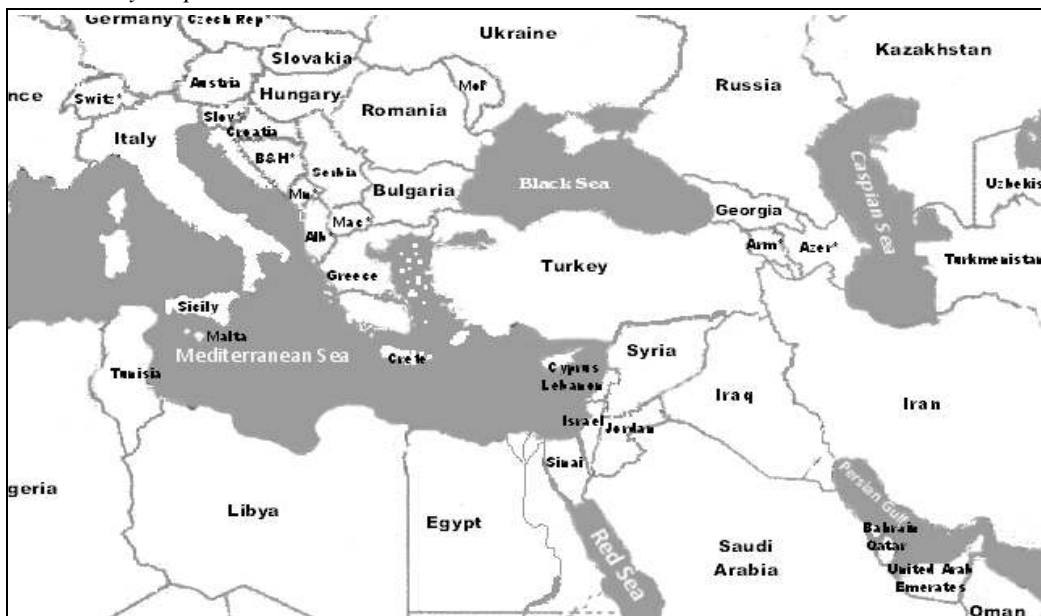 Germany
Czech Rep*
Ukraine
Kazakhstan
Slovakia
Austria
Mol*
Russia
nce
Switz*
Hungary
Romania
Slov*
Italy
Croatia
B&H*
Serbia
Black Sea
Caspian Sea
Uzbekis
Mn*
Bulgaria
Georgia
Mac*
Alb*
Arm*
Azer*
Turkmenistan
Greece
Turkey
Sicily
Malta
Mediterranean Sea
Crete
Syria
Tunisia
Cyprus
Lebanon
Iraq
Iran
Israel
Jordan
Sinai
Persian Gulf
geria
Libya
Egypt
Red Sea
Bahrain
Qatar
Saudi
Arabia
United Arab
Emerates
Oman